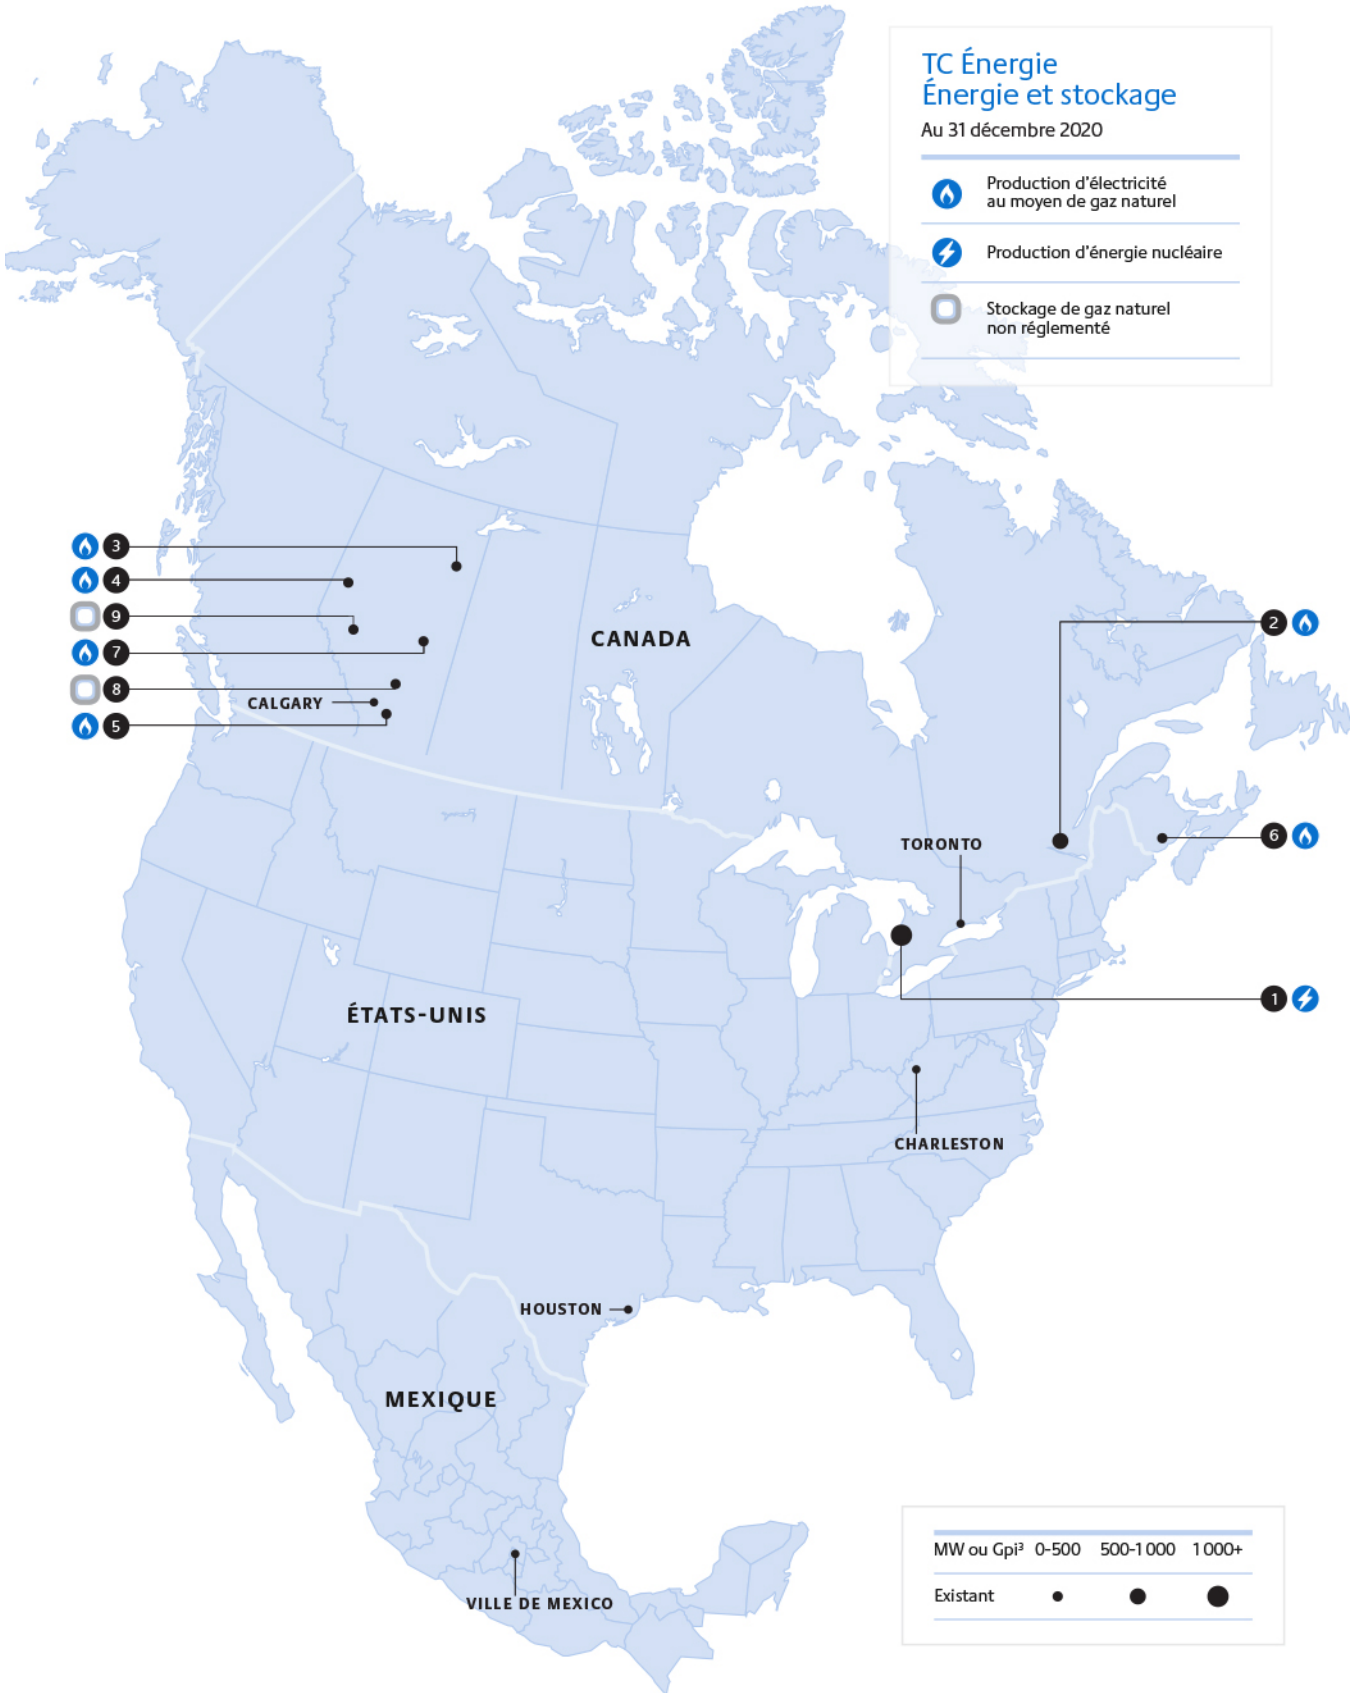 TC Énergie
Énergie et stockage
Au 31 décembre 2020
Production d'électricité
au moyen de gaz naturel
Production d'énergie nucléaire
Stockage de gaz naturel
non réglementé
3
4
9
7
8
5
CALGARY
CANADA
2
6
TORONTO
1
ÉTATS-UNIS
CHARLESTON
HOUSTON
MEXIQUE
VILLE DE MEXICO
MW ou Gpi³ 0-500 500-1 000 1 000+
Existant